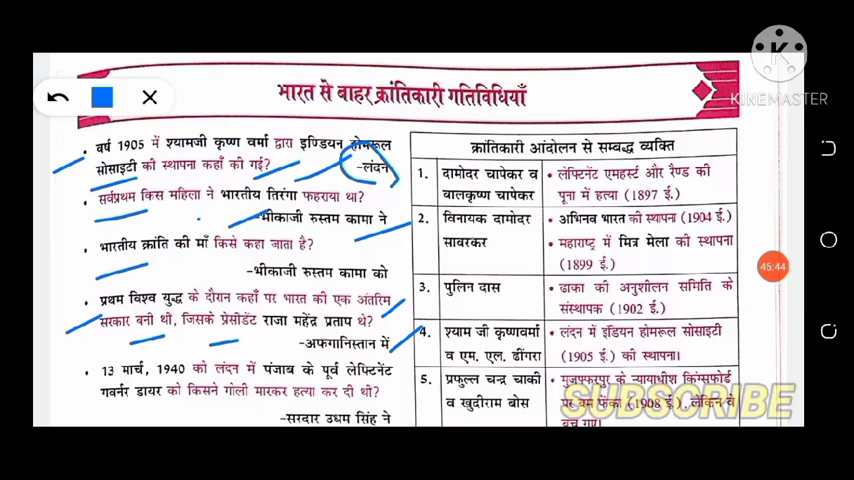 KINEMASTER
भारत से बाहर क्रांतिकारी गतिविधियाँ
• वर्ष 1905 में श्यामजी कृष्ण वर्मा द्वारा इण्डियन होमरूल
सोसाइटी की स्थापना कहाँ की गई?
-लंदन
• सर्वप्रथम किस महिला ने भारतीय तिरंगा फहराया था?
-भीकाजी रुस्तम कामा ने
• भारतीय क्रांति की माँ किसे कहा जाता है?
-भीकाजी रुस्तम कामा को
• प्रथम विश्व युद्ध के दौरान कहाँ पर भारत की एक अंतरिम
सरकार बनी थी, जिसके प्रेसीडेंट राजा महेंद्र प्रताप थे?
-अफगानिस्तान में
• 13 मार्च, 1940 को लंदन में पंजाब के पूर्व लेफ्टिनेंट
गवर्नर डायर को किसने गोली मारकर हत्या कर दी थी?
-सरदार उधम सिंह ने
क्रांतिकारी आंदोलन से सम्बद्ध व्यक्ति
1. दामोदर चापेकर व • लेफ्टिनेंट एमहर्स्ट और रैण्ड की
बालकृष्ण चापेकर पूना में हत्या (1897 ई.)
2. विनायक दामोदर • अभिनव भारत की स्थापना (1904 ई.)
सावरकर • महाराष्ट्र में मित्र मेला की स्थापना
(1899 ई.)
3. पुलिन दास • ढाका की अनुशीलन समिति के
संस्थापक (1902 ई.)
4. श्याम जी कृष्णवर्मा • लंदन में इंडियन होमरूल सोसाइटी
व एम. एल. ढींगरा (1905 ई.) की स्थापना।
5. प्रफुल्ल चन्द्र चाकी • मुजफ्फरपुर के न्यायाधीश किंग्सफोर्ड
व खुदीराम बोस पर बम फेंका (1908 ई.), लेकिन वे
बच गए।
45:44
SUBSCRIBE